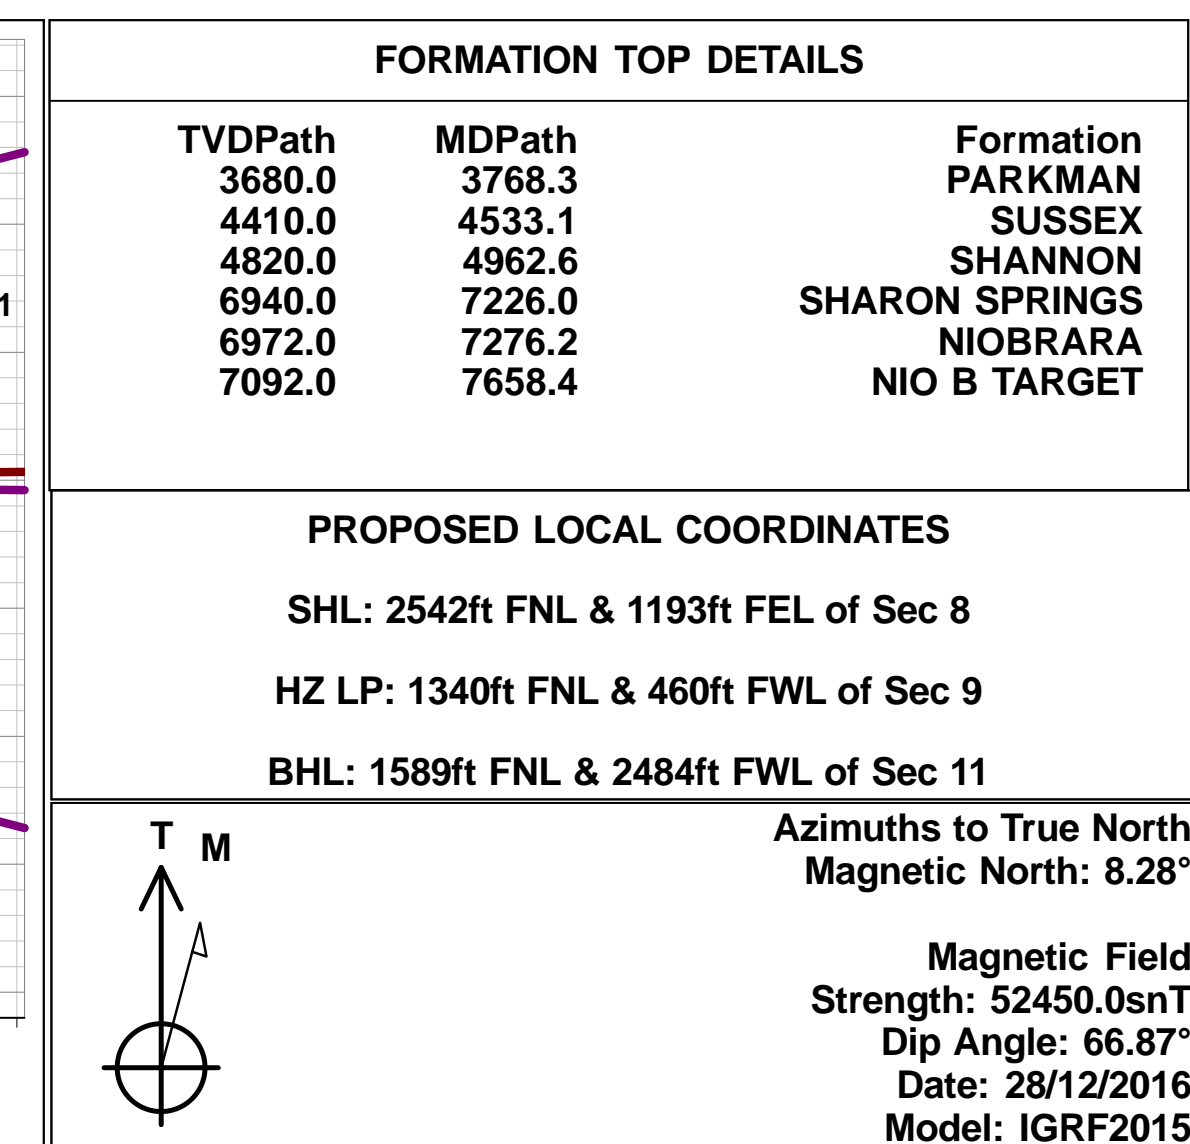 FORMATION TOP DETAILS
TVDPath MDPath Formation
3680.0 3768.3 PARKMAN
4410.0 4533.1 SUSSEX
4820.0 4962.6 SHANNON
6940.0 7226.0 SHARON SPRINGS
6972.0 7276.2 NIOBRARA
7092.0 7658.4 NIO B TARGET
1
PROPOSED LOCAL COORDINATES
SHL: 2542ft FNL & 1193ft FEL of Sec 8
HZ LP: 1340ft FNL & 460ft FWL of Sec 9
BHL: 1589ft FNL & 2484ft FWL of Sec 11
T M
Azimuths to True North
Magnetic North: 8.28°
Magnetic Field
Strength: 52450.0snT
Dip Angle: 66.87°
Date: 28/12/2016
Model: IGRF2015